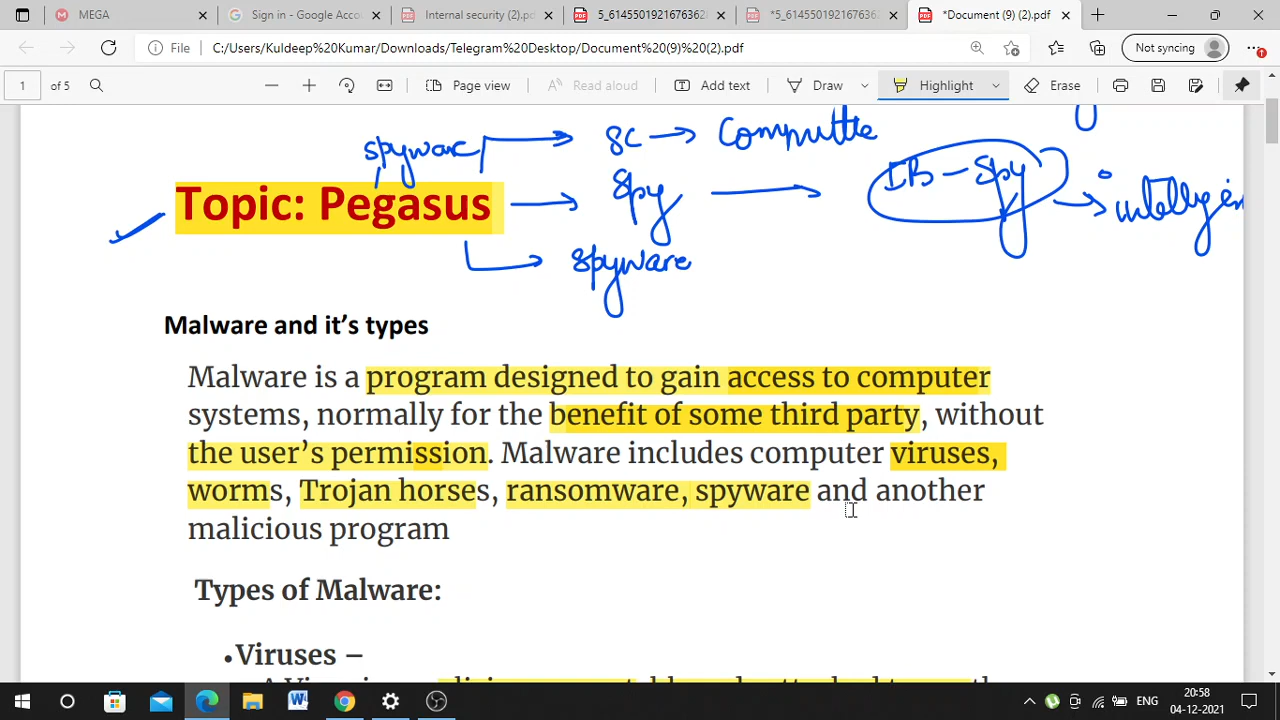 MEGA
Sign in - Google Acco
Internal security (2).pdf
5_6145501921676362
*5_614550192167636
*Document (9) (2).pdf
File C:/Users/Kuldeep%20Kumar/Downloads/Telegram%20Desktop/Document%20(9)%20(2).pdf
Not syncing
1 of 5
Page view
Read aloud
Add text
Draw
Highlight
Erase
spyware
SC → Committe
Topic: Pegasus
Spy
IB - Spy
Spyware
Malware and it’s types
Malware is a program designed to gain access to computer
systems, normally for the benefit of some third party, without
the user’s permission. Malware includes computer viruses,
worms, Trojan horses, ransomware, spyware and another
malicious program
Types of Malware:
• Viruses –
ENG
20:58
04-12-2021